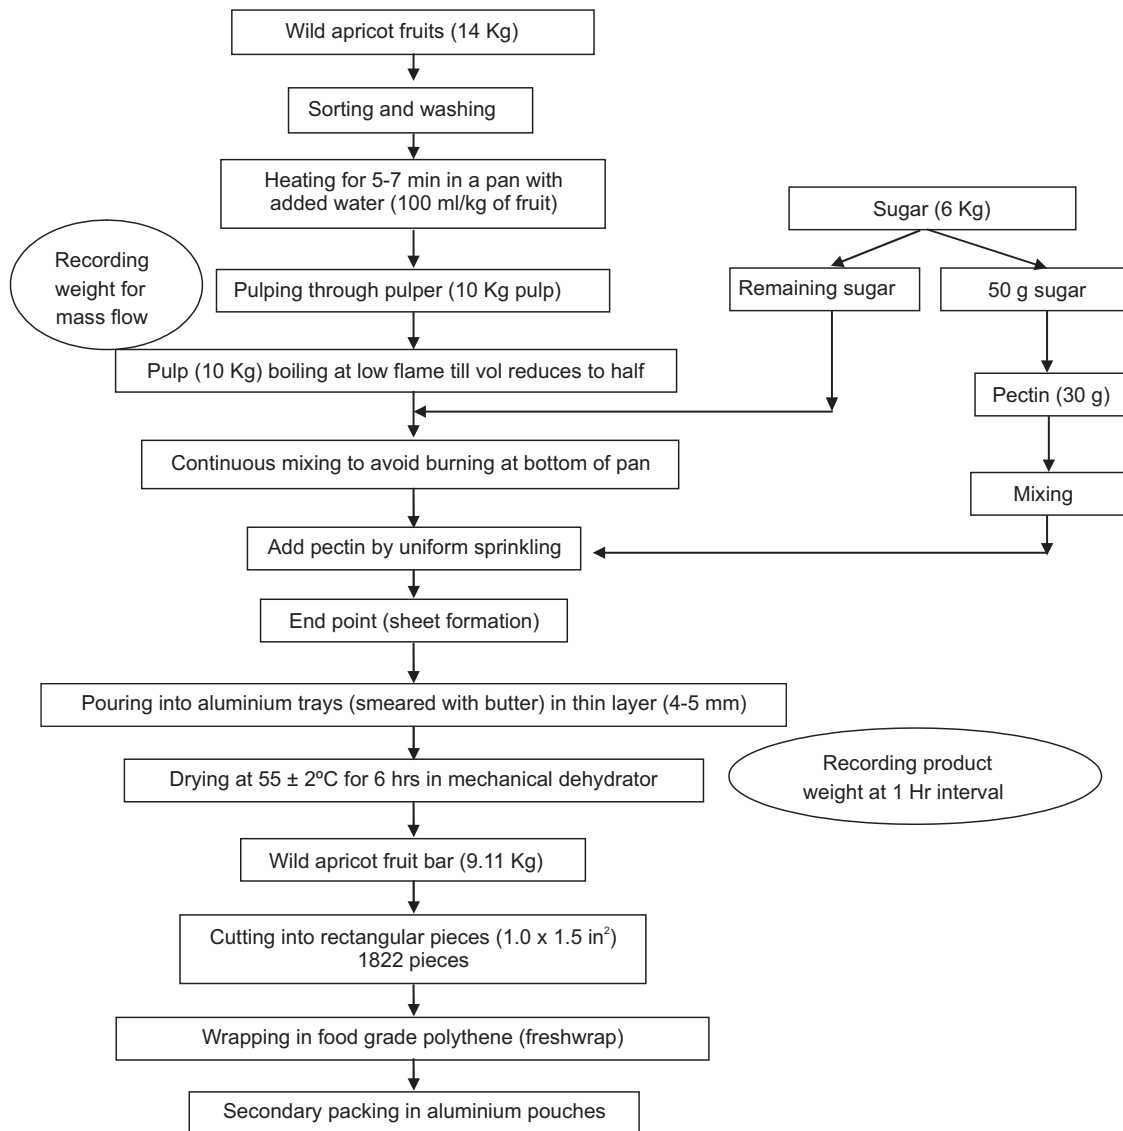 Wild apricot fruits (14 Kg)
Sorting and washing
Heating for 5-7 min in a pan with
added water (100 ml/kg of fruit)
Sugar (6 Kg)
Recording
weight for
mass flow
Pulping through pulper (10 Kg pulp)
Remaining sugar
50 g sugar
Pulp (10 Kg) boiling at low flame till vol reduces to half
Pectin (30 g)
Continuous mixing to avoid burning at bottom of pan
Mixing
Add pectin by uniform sprinkling
End point (sheet formation)
Pouring into aluminium trays (smeared with butter) in thin layer (4-5 mm)
Drying at 55 ± 2ºC for 6 hrs in mechanical dehydrator
Recording product
weight at 1 Hr interval
Wild apricot fruit bar (9.11 Kg)
Cutting into rectangular pieces (1.0 x 1.5 in²)
1822 pieces
Wrapping in food grade polythene (freshwrap)
Secondary packing in aluminium pouches